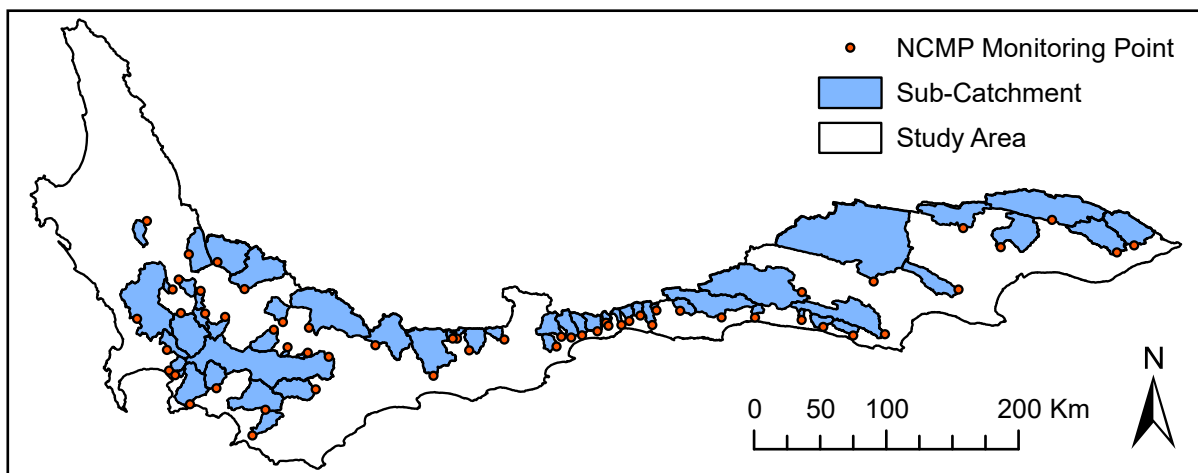 NCMP Monitoring Point
Sub-Catchment
Study Area
N
0 50 100 200 Km